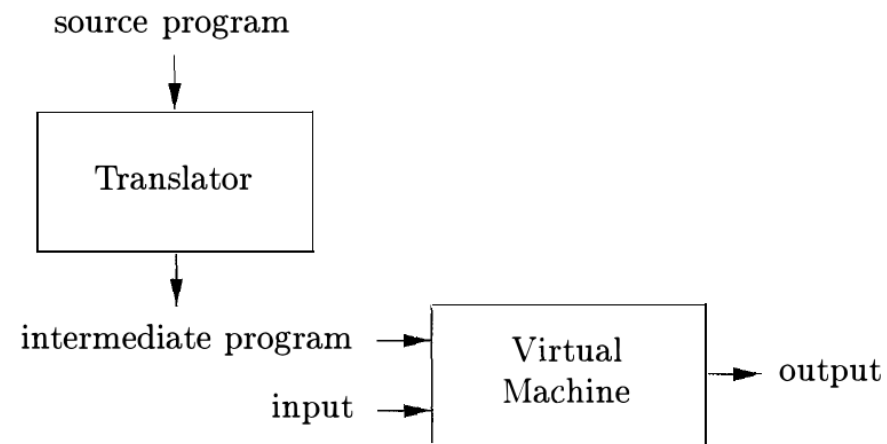 source program
Translator
intermediate program
Virtual
Machine
output
input